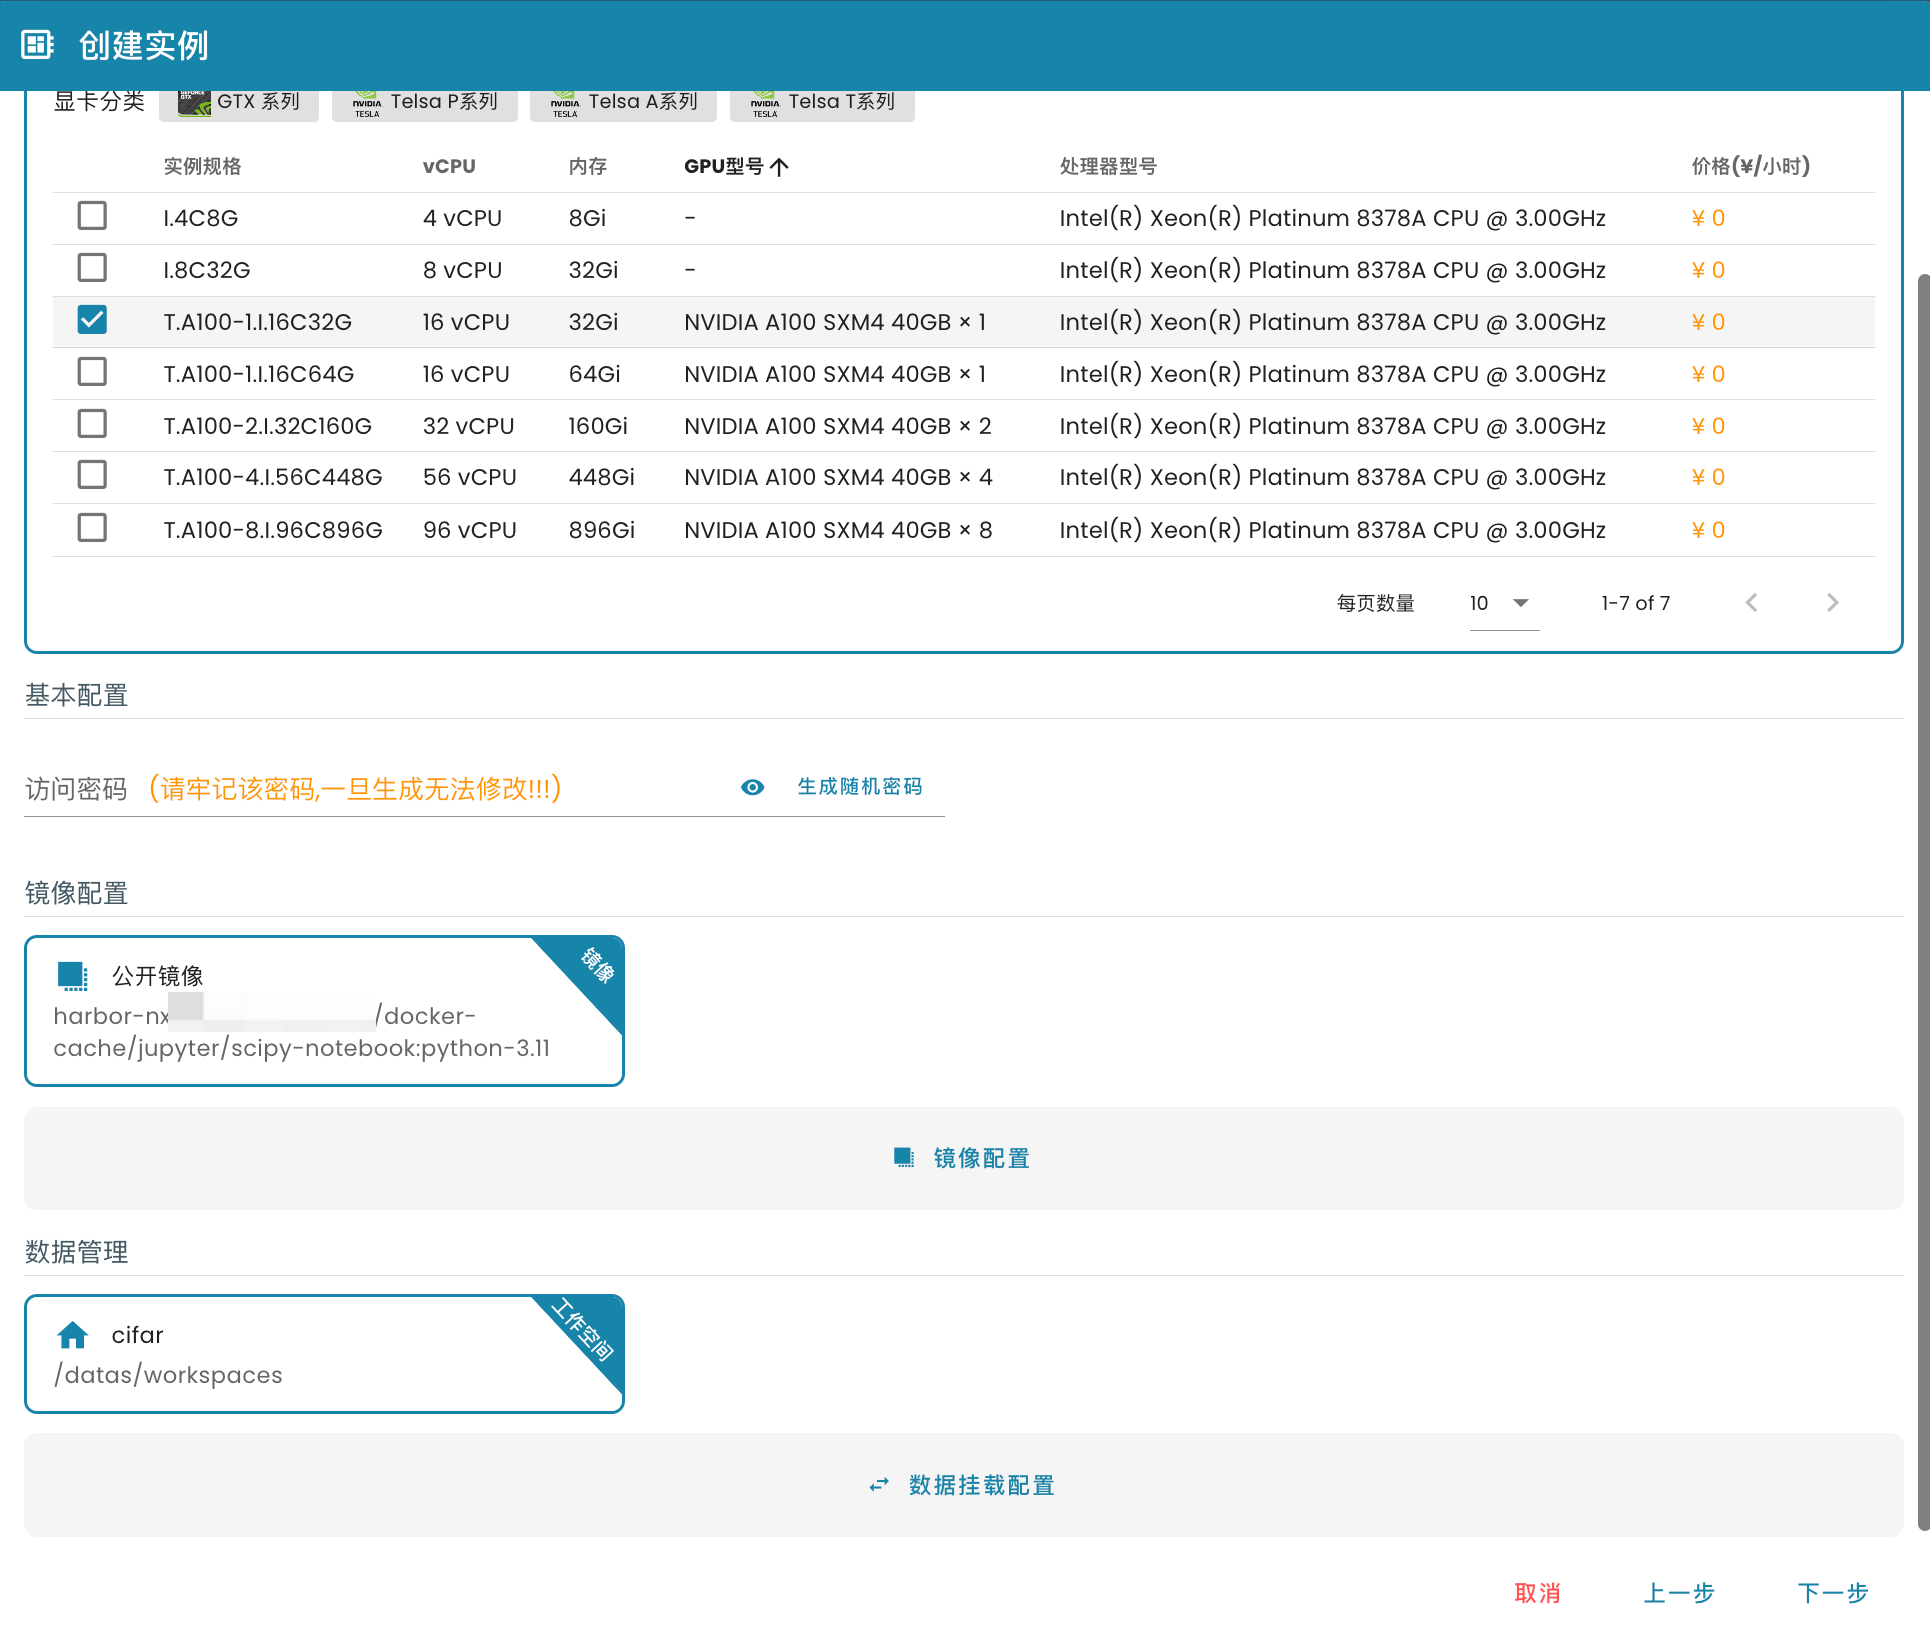 创建实例
显卡分类 GTX 系列 NVIDIA TESLA Telsa P系列 NVIDIA TESLA Telsa A系列 NVIDIA TESLA Telsa T系列
实例规格 vCPU 内存 GPU型号 处理器型号 价格(¥/小时)
I.4C8G 4 vCPU 8Gi - Intel(R) Xeon(R) Platinum 8378A CPU @ 3.00GHz ¥ 0
I.8C32G 8 vCPU 32Gi - Intel(R) Xeon(R) Platinum 8378A CPU @ 3.00GHz ¥ 0
T.A100-1.I.16C32G 16 vCPU 32Gi NVIDIA A100 SXM4 40GB × 1 Intel(R) Xeon(R) Platinum 8378A CPU @ 3.00GHz ¥ 0
T.A100-1.I.16C64G 16 vCPU 64Gi NVIDIA A100 SXM4 40GB × 1 Intel(R) Xeon(R) Platinum 8378A CPU @ 3.00GHz ¥ 0
T.A100-2.I.32C160G 32 vCPU 160Gi NVIDIA A100 SXM4 40GB × 2 Intel(R) Xeon(R) Platinum 8378A CPU @ 3.00GHz ¥ 0
T.A100-4.I.56C448G 56 vCPU 448Gi NVIDIA A100 SXM4 40GB × 4 Intel(R) Xeon(R) Platinum 8378A CPU @ 3.00GHz ¥ 0
T.A100-8.I.96C896G 96 vCPU 896Gi NVIDIA A100 SXM4 40GB × 8 Intel(R) Xeon(R) Platinum 8378A CPU @ 3.00GHz ¥ 0
每页数量 10 1-7 of 7
基本配置
访问密码 (请牢记该密码,一旦生成无法修改!!!) 生成随机密码
镜像配置
公开镜像 镜像
harbor-nx /docker-
cache/jupyter/scipy-notebook:python-3.11
镜像配置
数据管理
cifar 工作空间
/datas/workspaces
数据挂载配置
取消 上一步 下一步